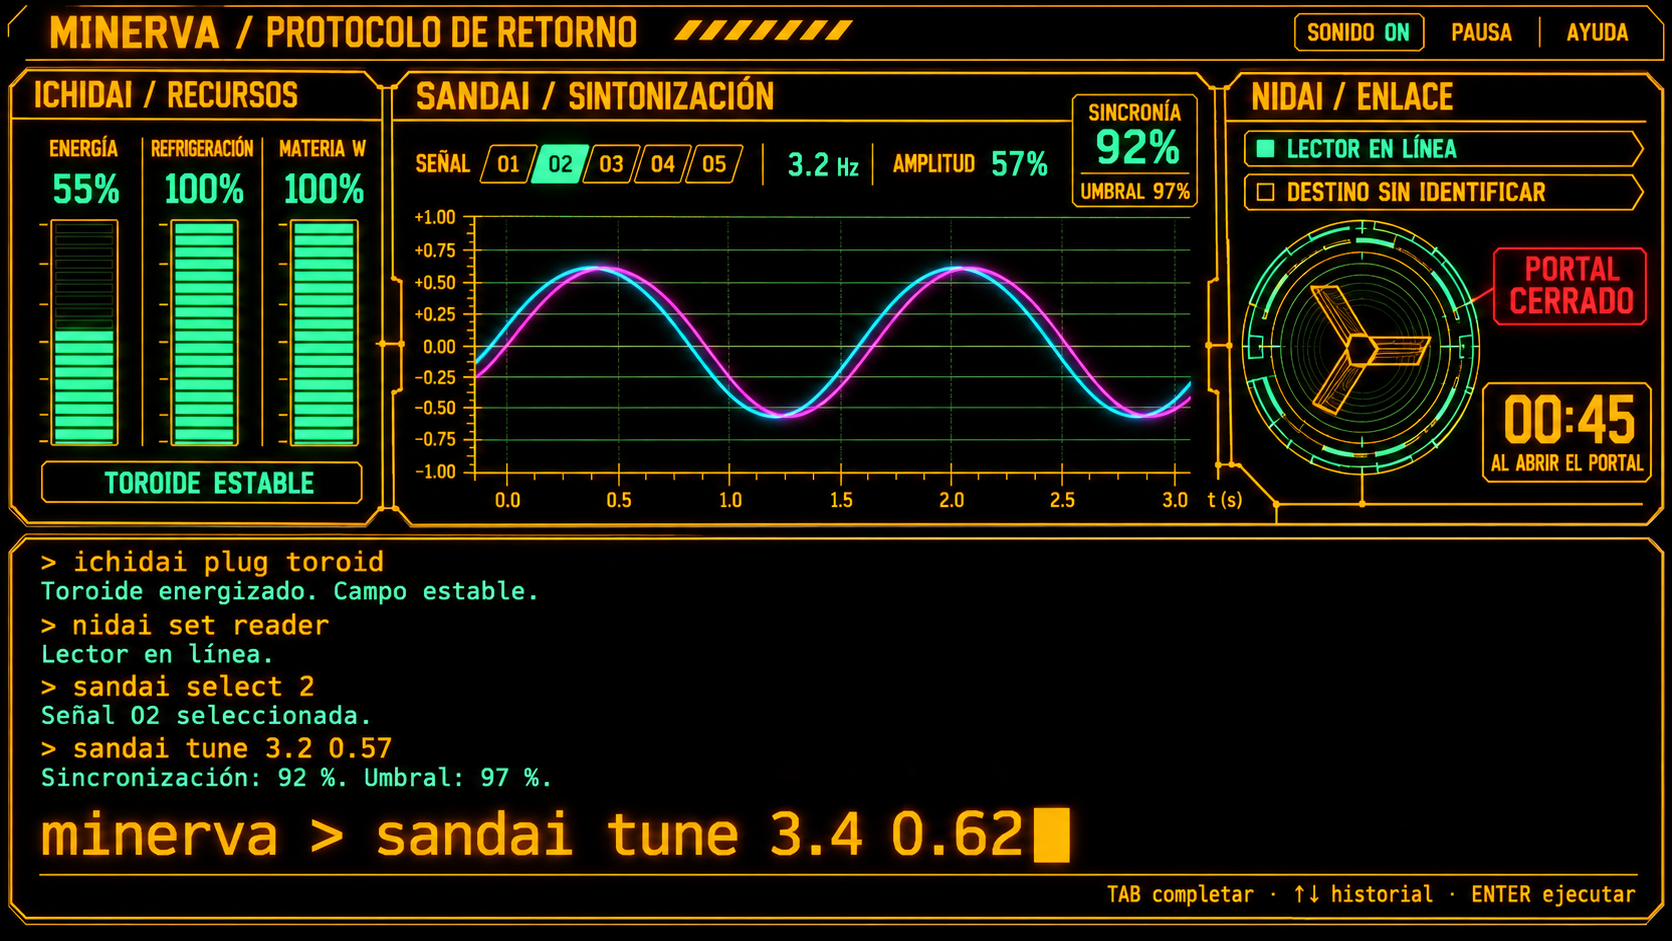 MINERVA / PROTOCOLO DE RETORNO
SONIDO ON
PAUSA
AYUDA
ICHIDAI / RECURSOS
ENERGÍA
55%
REFRIGERACIÓN
100%
MATERIA W
100%
TOROIDE ESTABLE
SANDAI / SINTONIZACIÓN
SEÑAL 01 02 03 04 05
3.2 Hz
AMPLITUD 57%
SINCRONÍA
92%
UMBRAL 97%
+1.00
+0.75
+0.50
+0.25
0.00
−0.25
−0.50
−0.75
−1.00
0.0 0.5 1.0 1.5 2.0 2.5 3.0 t (s)
NIDAI / ENLACE
LECTOR EN LÍNEA
DESTINO SIN IDENTIFICAR
PORTAL
CERRADO
00:45
AL ABRIR EL PORTAL
> ichidai plug toroid
Toroide energizado. Campo estable.
> nidai set reader
Lector en línea.
> sandai select 2
Señal 02 seleccionada.
> sandai tune 3.2 0.57
Sincronización: 92 %. Umbral: 97 %.
minerva > sandai tune 3.4 0.62
TAB completar · ↑↓ historial · ENTER ejecutar